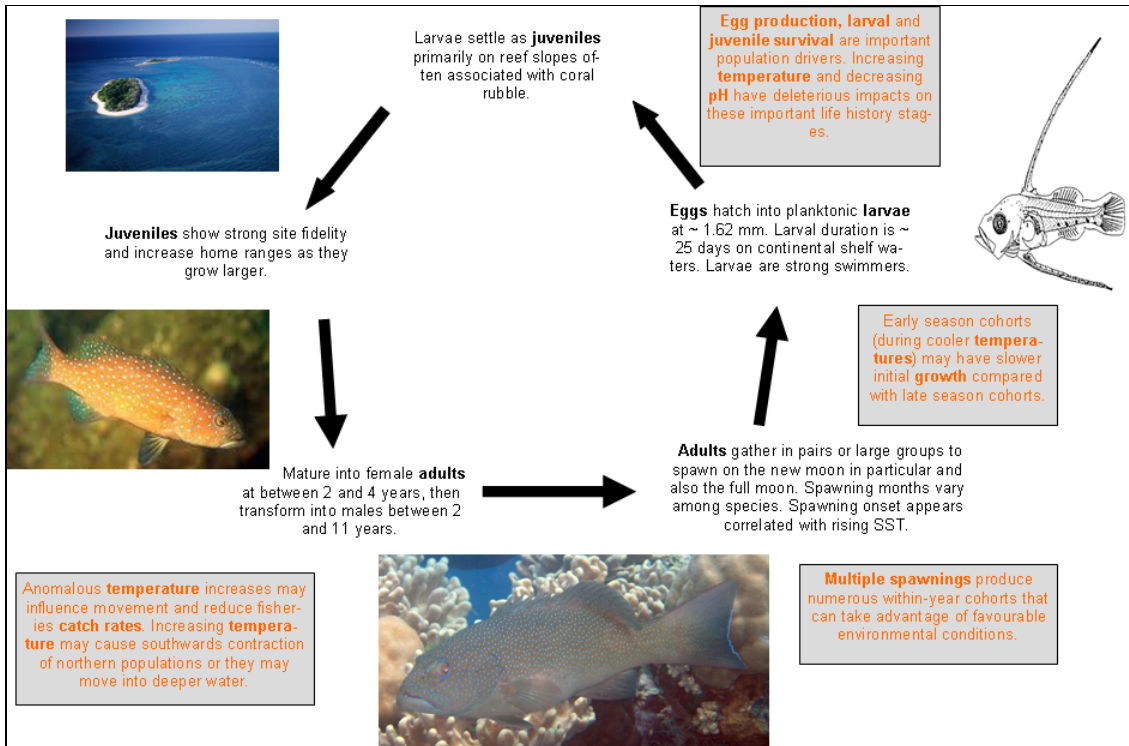 Larvae settle as juveniles
primarily on reef slopes of-
ten associated with coral
rubble.
Egg production, larval and
juvenile survival are important
population drivers. Increasing
temperature and decreasing
pH have deleterious impacts on
these important life history stag-
es.
Juveniles show strong site fidelity
and increase home ranges as they
grow larger.
Eggs hatch into planktonic larvae
at ~ 1.62 mm. Larval duration is ~
25 days on continental shelf wa-
ters. Larvae are strong swimmers.
Early season cohorts
(during cooler tempera-
tures) may have slower
initial growth compared
with late season cohorts.
Mature into female adults
at between 2 and 4 years, then
transform into males between 2
and 11 years.
Adults gather in pairs or large groups to
spawn on the new moon in particular and
also the full moon. Spawning months vary
among species. Spawning onset appears
correlated with rising SST.
Anomalous temperature increases may
influence movement and reduce fisher-
ies catch rates. Increasing tempera-
ture may cause southwards contraction
of northern populations or they may
move into deeper water.
Multiple spawnings produce
numerous within-year cohorts that
can take advantage of favourable
environmental conditions.